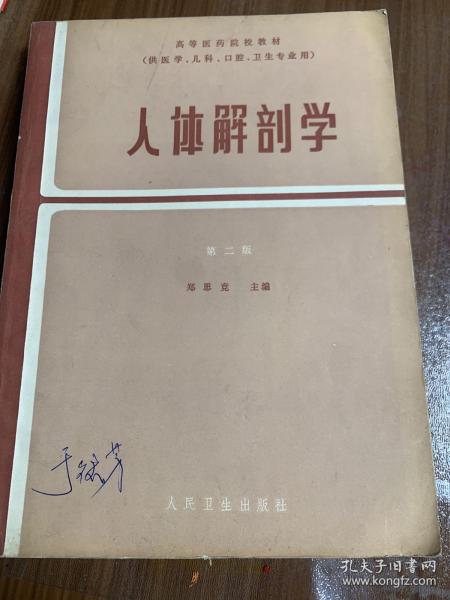 高等医药院校教材
（供医学、儿科、口腔、卫生专业用）
人体解剖学
第二版
郑思竞 主编
人民卫生出版社
孔夫子旧书网
www.kongfz.com